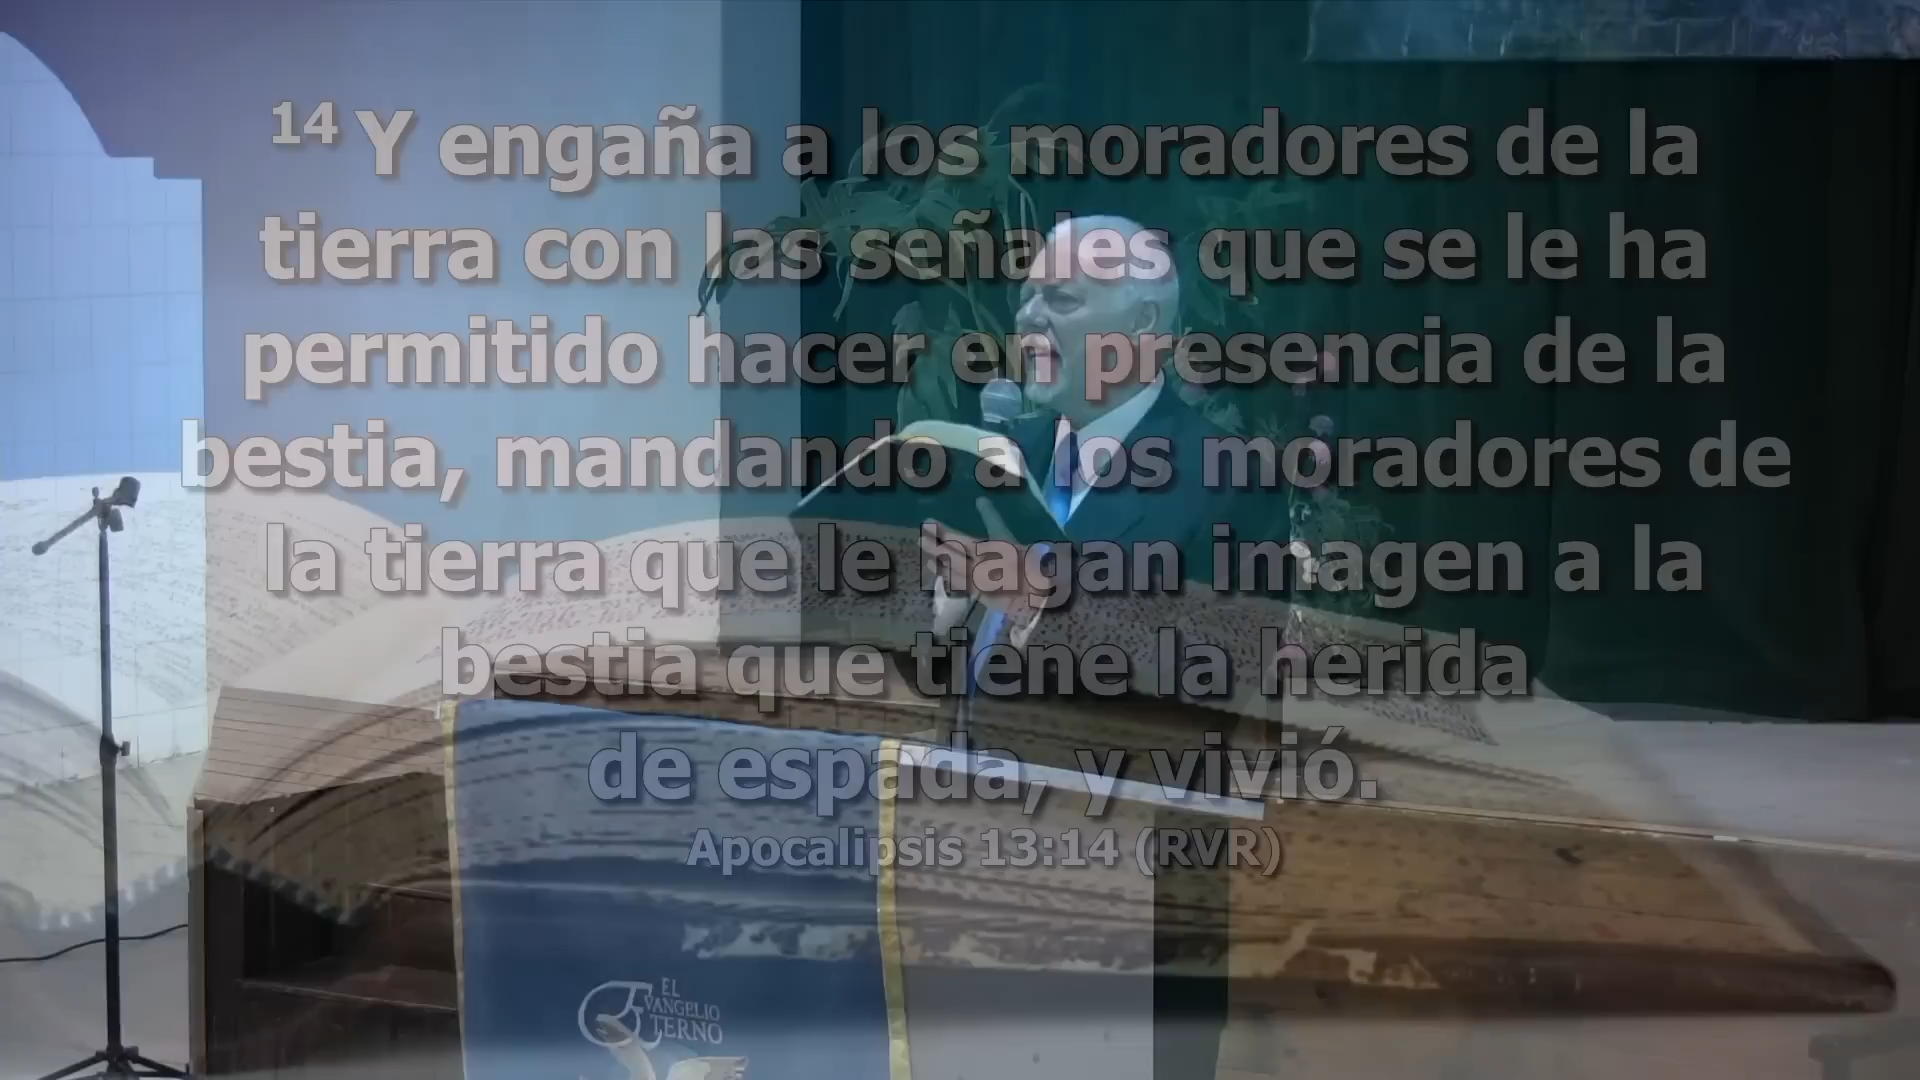 14 Y engaña a los moradores de la
tierra con las señales que se le ha
permitido hacer en presencia de la
bestia, mandando a los moradores de
la tierra que le hagan imagen a la
bestia que tiene la herida
de espada, y vivió.
Apocalipsis 13:14 (RVR)
EL
EVANGELIO
ETERNO